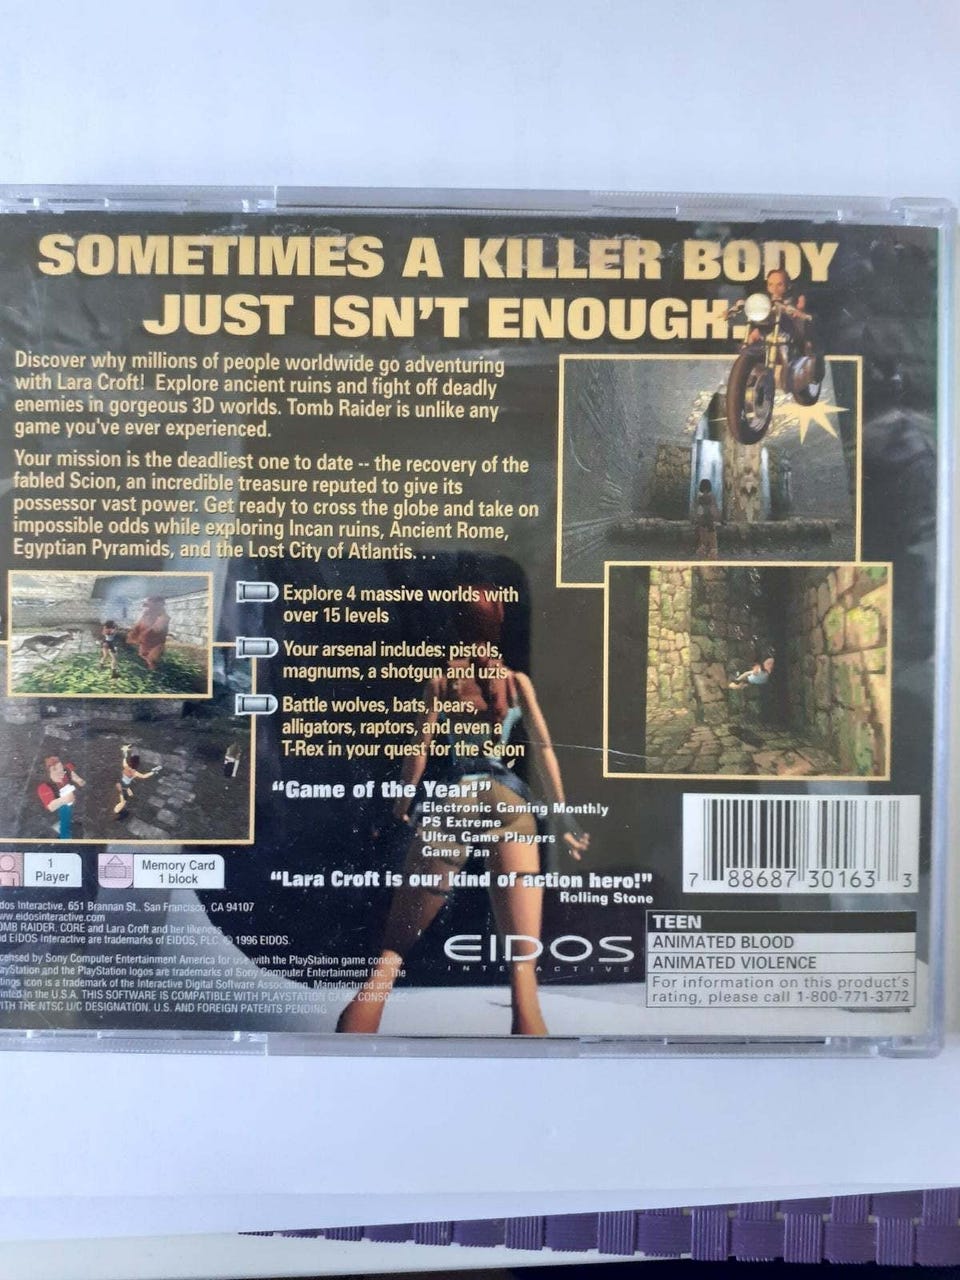 SOMETIMES A KILLER BODY
JUST ISN'T ENOUGH.
Discover why millions of people worldwide go adventuring
with Lara Croft! Explore ancient ruins and fight off deadly
enemies in gorgeous 3D worlds. Tomb Raider is unlike any
game you've ever experienced.
Your mission is the deadliest one to date -- the recovery of the
fabled Scion, an incredible treasure reputed to give its
possessor vast power. Get ready to cross the globe and take on
impossible odds while exploring Incan ruins, Ancient Rome,
Egyptian Pyramids, and the Lost City of Atlantis. . .
Explore 4 massive worlds with
over 15 levels
Your arsenal includes: pistols,
magnums, a shotgun and uzis
Battle wolves, bats, bears,
alligators, raptors, and even a
T-Rex in your quest for the Scion
"Game of the Year!"
Electronic Gaming Monthly
PS Extreme
Ultra Game Players
Game Fan
"Lara Croft is our kind of action hero!"
Rolling Stone
1
Player
Memory Card
1 block
dos Interactive, 651 Brannan St., San Francisco, CA 94107
ww.eidosinteractive.com
OMB RAIDER, CORE and Lara Croft and her likeness
d EIDOS Interactive are trademarks of EIDOS, PLC. © 1996 EIDOS.
censed by Sony Computer Entertainment America for use with the PlayStation game console.
ayStation and the PlayStation logos are trademarks of Sony Computer Entertainment Inc. The
tings icon is a trademark of the Interactive Digital Software Association. Manufactured and
inted in the U.S.A. THIS SOFTWARE IS COMPATIBLE WITH PLAYSTATION GAME CONSOLES
ITH THE NTSC U/C DESIGNATION. U.S. AND FOREIGN PATENTS PENDING.
EIDOS
INTERACTIVE
7 88687 30163 3
TEEN
ANIMATED BLOOD
ANIMATED VIOLENCE
For information on this product's
rating, please call 1-800-771-3772